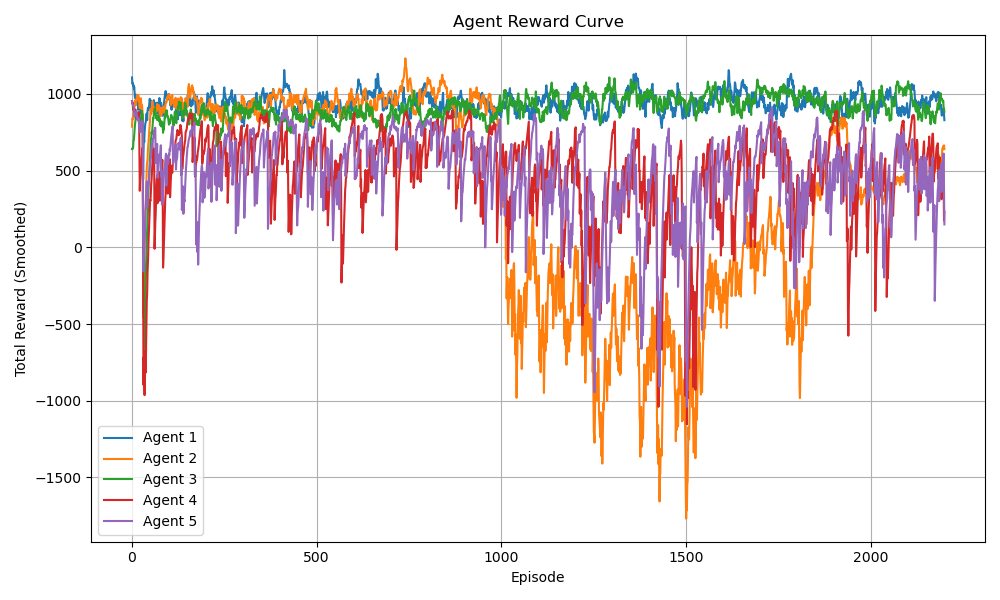 Agent Reward Curve
Total Reward (Smoothed)
1000
500
0
−500
−1000
−1500
Agent 1
Agent 2
Agent 3
Agent 4
Agent 5
0 500 1000 1500 2000
Episode